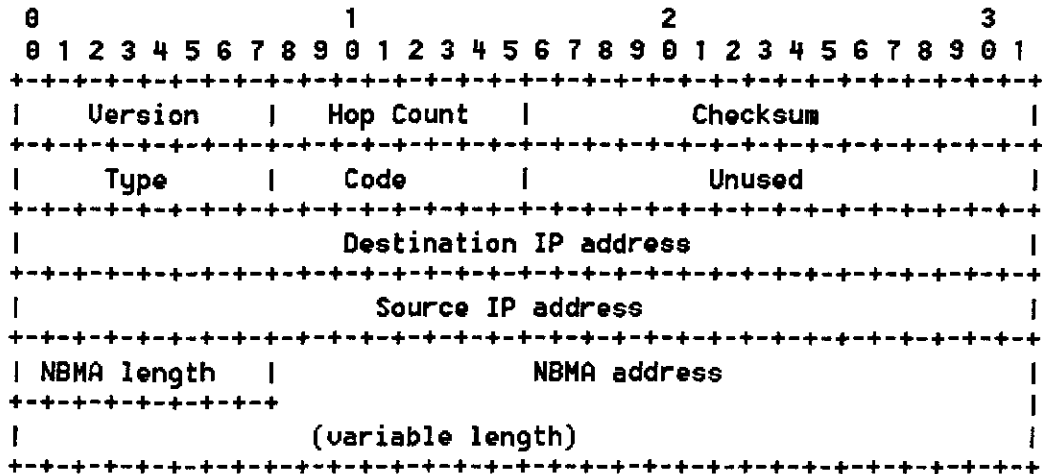 0                   1                   2                   3
 0 1 2 3 4 5 6 7 8 9 0 1 2 3 4 5 6 7 8 9 0 1 2 3 4 5 6 7 8 9 0 1
+-+-+-+-+-+-+-+-+-+-+-+-+-+-+-+-+-+-+-+-+-+-+-+-+-+-+-+-+-+-+-+-+
|    Version    |   Hop Count   |          Checksum             |
+-+-+-+-+-+-+-+-+-+-+-+-+-+-+-+-+-+-+-+-+-+-+-+-+-+-+-+-+-+-+-+-+
|     Type      |    Code       |           Unused              |
+-+-+-+-+-+-+-+-+-+-+-+-+-+-+-+-+-+-+-+-+-+-+-+-+-+-+-+-+-+-+-+-+
|                    Destination IP address                     |
+-+-+-+-+-+-+-+-+-+-+-+-+-+-+-+-+-+-+-+-+-+-+-+-+-+-+-+-+-+-+-+-+
|                      Source IP address                        |
+-+-+-+-+-+-+-+-+-+-+-+-+-+-+-+-+-+-+-+-+-+-+-+-+-+-+-+-+-+-+-+-+
| NBMA length   |                NBMA address                   |
+-+-+-+-+-+-+-+-+                                               |
|                  (variable length)                            |
+-+-+-+-+-+-+-+-+-+-+-+-+-+-+-+-+-+-+-+-+-+-+-+-+-+-+-+-+-+-+-+-+